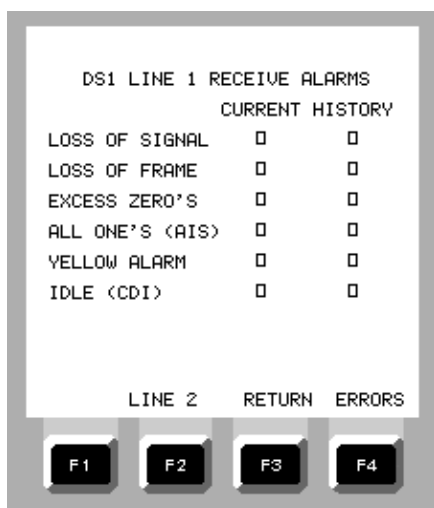 DS1 LINE 1 RECEIVE ALARMS
CURRENT HISTORY
LOSS OF SIGNAL
LOSS OF FRAME
EXCESS ZERO'S
ALL ONE'S (AIS)
YELLOW ALARM
IDLE (CDI)
LINE 2 RETURN ERRORS
F1 F2 F3 F4